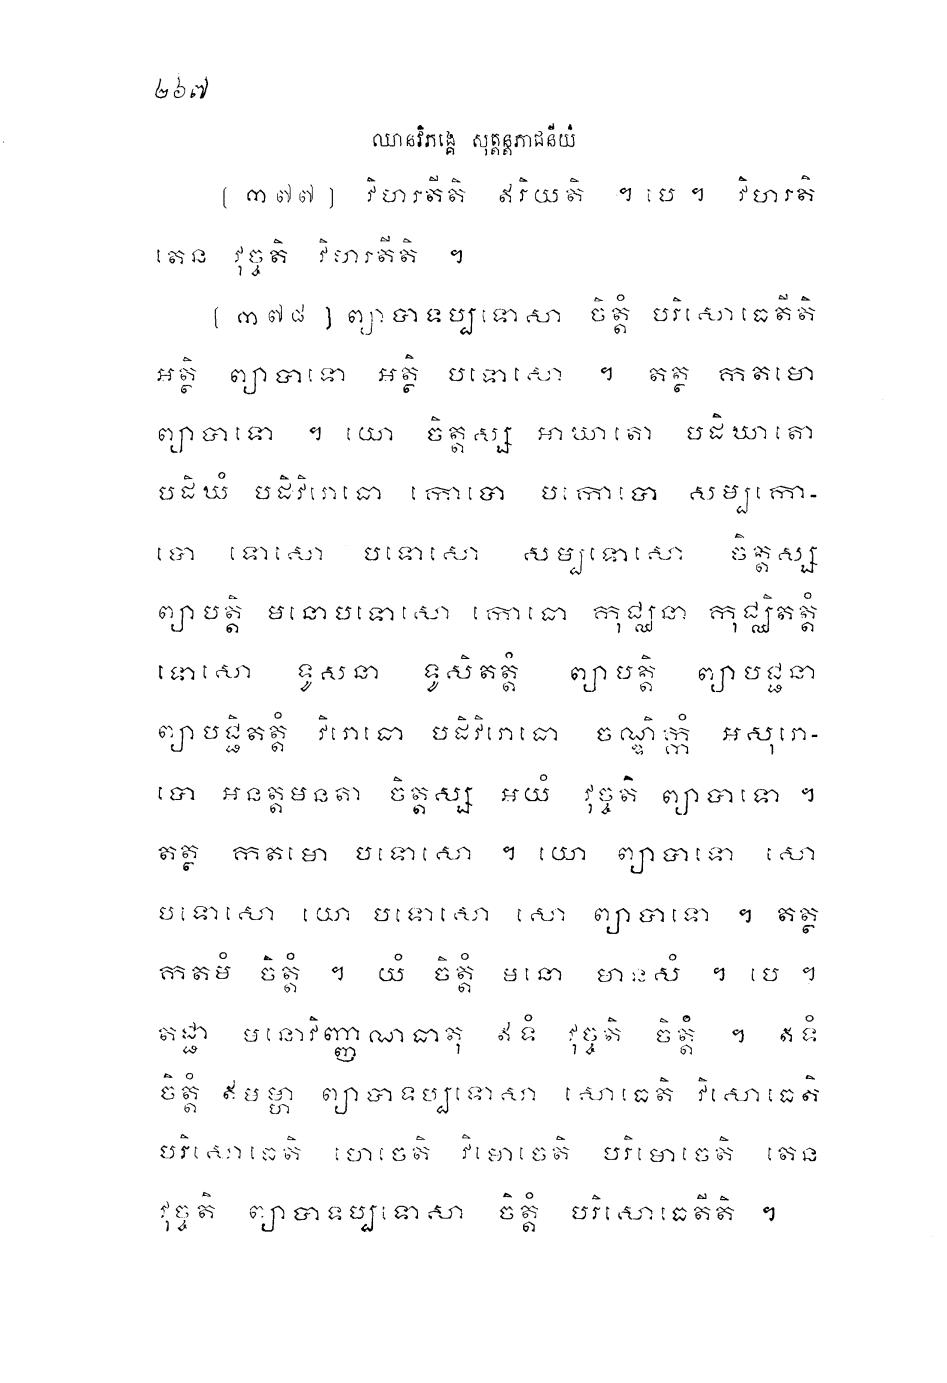 ២៦៧
ឈានវិភង្គេ សុត្តន្តភាជនីយំ
[ ៣៧៧ ] វិហរតីតិ ឥរិយតិ ។ បេ ។ វិហរតិ
តេន វុច្ចតិ វិហរតីតិ ។
[ ៣៧៨ ] ព្យាបាទប្បទោសា ចិត្តំ បរិសោធេតីតិ
អត្ថិ ព្យាបាទោ អត្ថិ បទោសោ ។ តត្ថ កតមោ
ព្យាបាទោ ។ យោ ចិត្តស្ស អាឃាតោ បដិឃាតោ
បដិឃំ បដិវិរោធោ កោបោ បកោបោ សម្បកោ-
បោ ទោសោ បទោសោ សម្បទោសោ ចិត្តស្ស
ព្យាបត្តិ មនោបទោសោ កោធោ កុជ្ឈនា កុជ្ឈិតត្តំ
ទោសោ ទូសនា ទូសិតត្តំ ព្យាបត្តិ ព្យាបជ្ជនា
ព្យាបជ្ជិតត្តំ វិរោធោ បដិវិរោធោ ចណ្ឌិក្កំ អសុរោ-
បោ អនត្តមនតា ចិត្តស្ស អយំ វុច្ចតិ ព្យាបាទោ ។
តត្ថ កតមោ បទោសោ ។ យោ ព្យាបាទោ សោ
បទោសោ យោ បទោសោ សោ ព្យាបាទោ ។ តត្ថ
កតមំ ចិត្តំ ។ យំ ចិត្តំ មនោ មានសំ ។ បេ ។
តជ្ជា មនោវិញ្ញាណធាតុ ឥទំ វុច្ចតិ ចិត្តំ ។ ឥទំ
ចិត្តំ ឥមម្ហា ព្យាបាទប្បទោសា សោធេតិ វិសោធេតិ
បរិសោធេតិ មោចេតិ វិមោចេតិ បរិមោចេតិ តេន
វុច្ចតិ ព្យាបាទប្បទោសា ចិត្តំ បរិសោធេតីតិ ។